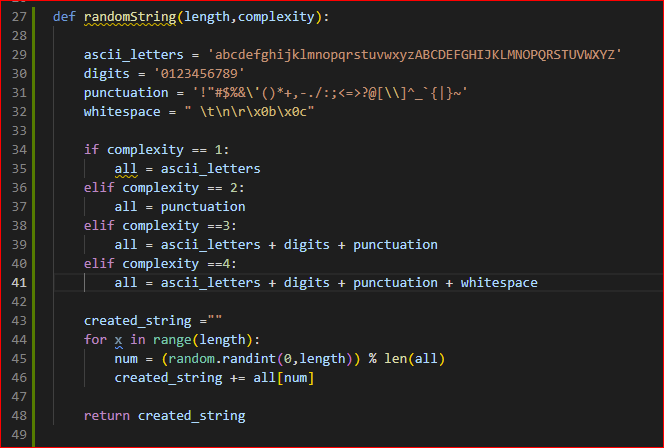 27 def randomString(length,complexity):
28
29 ascii_letters = 'abcdefghijklmnopqrstuvwxyzABCDEFGHIJKLMNOPQRSTUVWXYZ'
30 digits = '0123456789'
31 punctuation = '!"#$%&\'()*+,-./:;<=>?@[\\]^_`{|}~'
32 whitespace = " \t\n\r\x0b\x0c"
33
34 if complexity == 1:
35 all = ascii_letters
36 elif complexity == 2:
37 all = punctuation
38 elif complexity ==3:
39 all = ascii_letters + digits + punctuation
40 elif complexity ==4:
41 all = ascii_letters + digits + punctuation + whitespace
42
43 created_string =""
44 for x in range(length):
45 num = (random.randint(0,length)) % len(all)
46 created_string += all[num]
47
48 return created_string
49